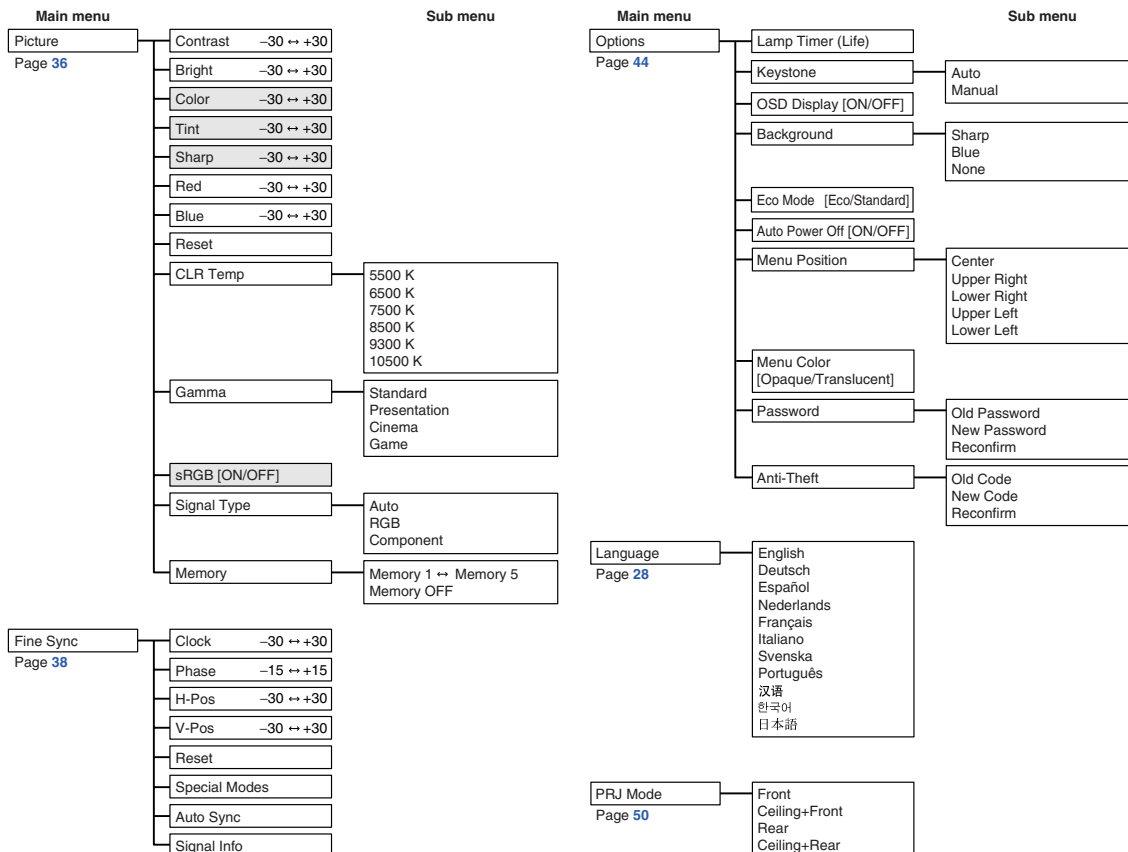 Main menu
Sub menu
Picture
Page 36
Contrast −30 ↔ +30
Bright −30 ↔ +30
Color −30 ↔ +30
Tint −30 ↔ +30
Sharp −30 ↔ +30
Red −30 ↔ +30
Blue −30 ↔ +30
Reset
CLR Temp
5500 K
6500 K
7500 K
8500 K
9300 K
10500 K
Gamma
Standard
Presentation
Cinema
Game
sRGB [ON/OFF]
Signal Type
Auto
RGB
Component
Memory
Memory 1 ↔ Memory 5
Memory OFF
Fine Sync
Page 38
Clock −30 ↔ +30
Phase −15 ↔ +15
H-Pos −30 ↔ +30
V-Pos −30 ↔ +30
Reset
Special Modes
Auto Sync
Signal Info
Main menu
Sub menu
Options
Page 44
Lamp Timer (Life)
Keystone
Auto
Manual
OSD Display [ON/OFF]
Background
Sharp
Blue
None
Eco Mode [Eco/Standard]
Auto Power Off [ON/OFF]
Menu Position
Center
Upper Right
Lower Right
Upper Left
Lower Left
Menu Color
[Opaque/Translucent]
Password
Old Password
New Password
Reconfirm
Anti-Theft
Old Code
New Code
Reconfirm
Language
Page 28
English
Deutsch
Español
Nederlands
Français
Italiano
Svenska
Português
汉语
한국어
日本語
PRJ Mode
Page 50
Front
Ceiling+Front
Rear
Ceiling+Rear